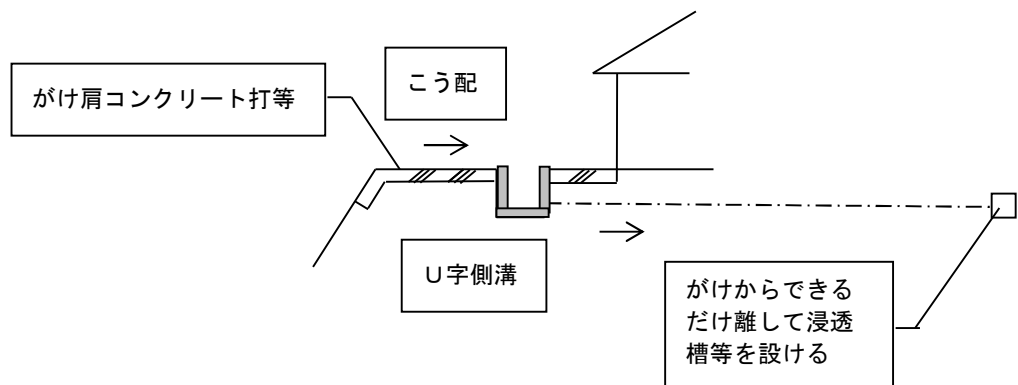 こう配
がけ肩コンクリート打等
U字側溝
がけからできる
だけ離して浸透
槽等を設ける